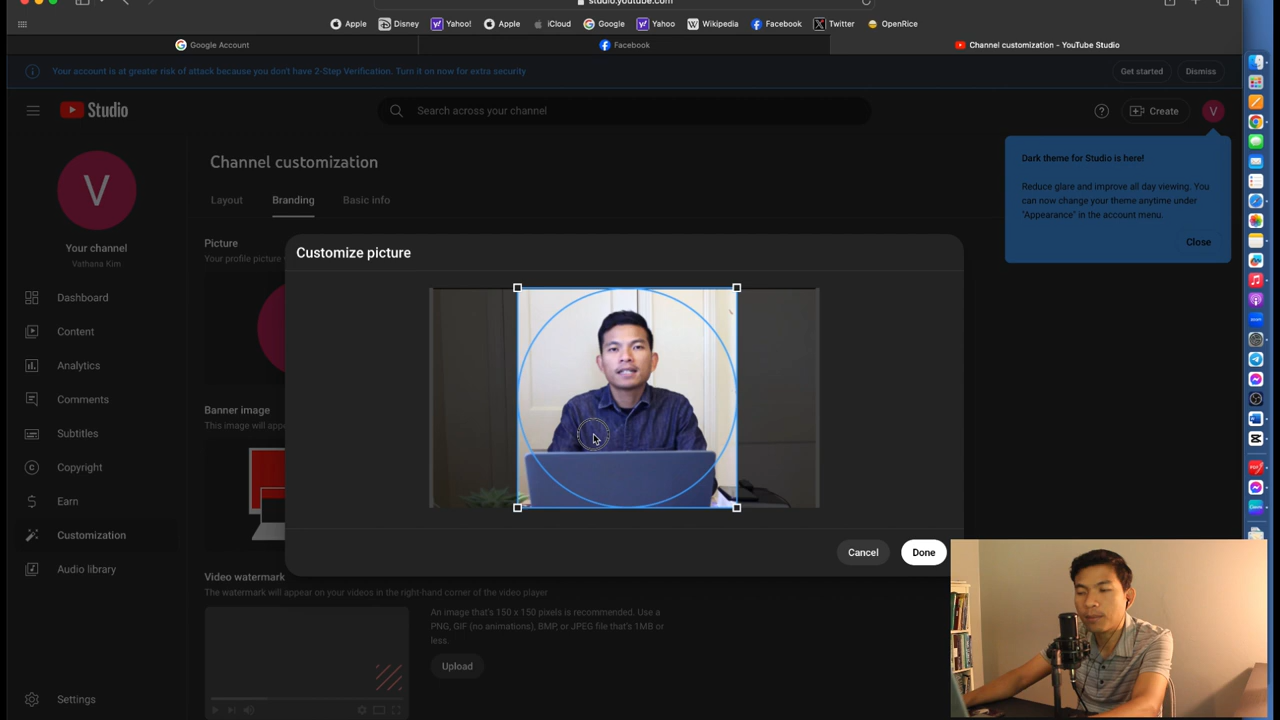 studio.youtube.com
Apple
Disney
Yahoo!
Apple
iCloud
Google
Yahoo
Wikipedia
Facebook
Twitter
OpenRice
Google Account
Facebook
Channel customization - YouTube Studio
Your account is at greater risk of attack because you don't have 2-Step Verification. Turn it on now for extra security
Get started
Dismiss
Studio
Search across your channel
Create
V
V
Your channel
Vathana Kim
Dashboard
Content
Analytics
Comments
Subtitles
Copyright
Earn
Customization
Audio library
Settings
Channel customization
Layout
Branding
Basic info
Dark theme for Studio is here!
Reduce glare and improve all day viewing. You
can now change your theme anytime under
"Appearance" in the account menu.
Close
Picture
Your profile picture
Customize picture
Cancel
Done
Banner image
This image will appear
Video watermark
The watermark will appear on your videos in the right-hand corner of the video player
An image that's 150 x 150 pixels is recommended. Use a
PNG, GIF (no animations), BMP, or JPEG file that's 1MB or
less.
Upload